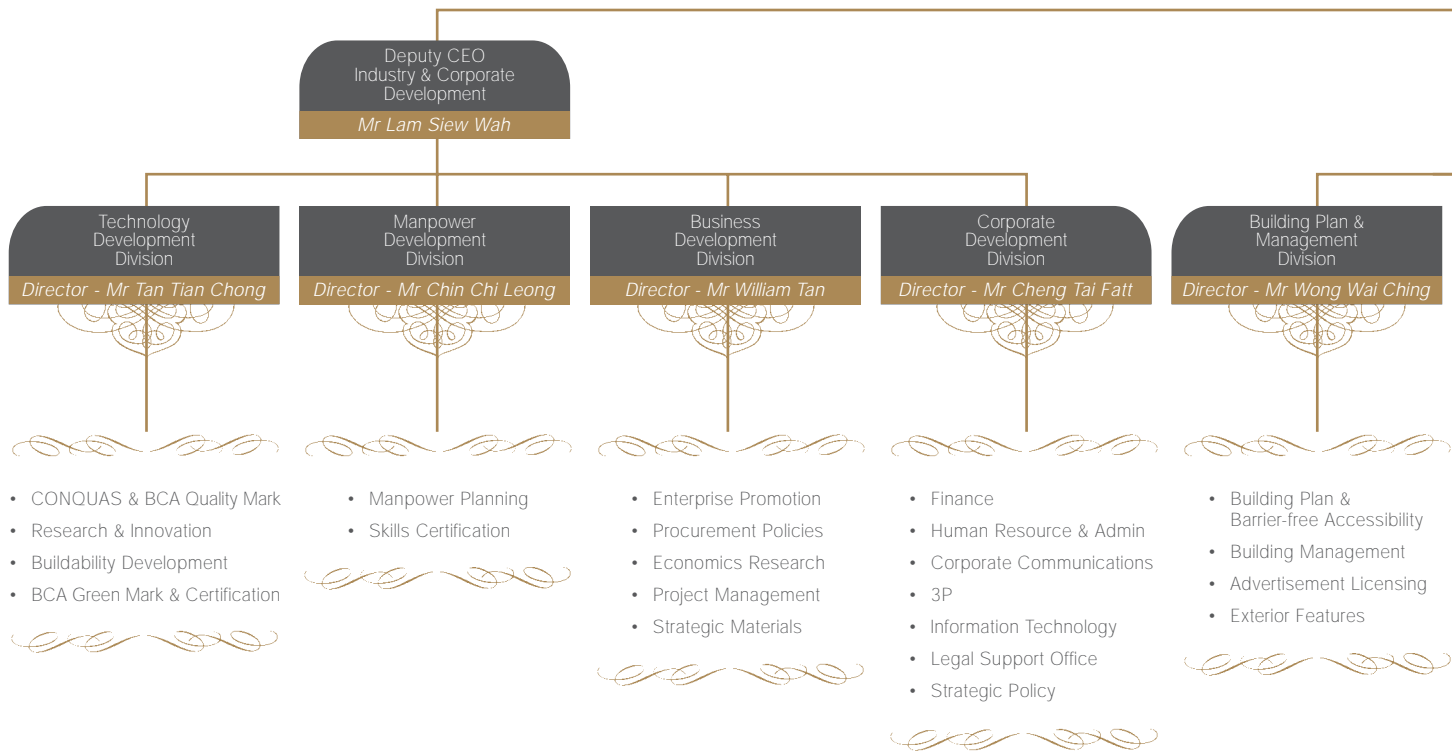 Deputy CEO
Industry & Corporate
Development
Mr Lam Siew Wah
Technology
Development
Division
Director - Mr Tan Tian Chong
Manpower
Development
Division
Director - Mr Chin Chi Leong
Business
Development
Division
Director - Mr William Tan
Corporate
Development
Division
Director - Mr Cheng Tai Fatt
Building Plan &
Management
Division
Director - Mr Wong Wai Ching
• CONQUAS & BCA Quality Mark
• Research & Innovation
• Buildability Development
• BCA Green Mark & Certification
• Manpower Planning
• Skills Certification
• Enterprise Promotion
• Procurement Policies
• Economics Research
• Project Management
• Strategic Materials
• Finance
• Human Resource & Admin
• Corporate Communications
• 3P
• Information Technology
• Legal Support Office
• Strategic Policy
• Building Plan &
Barrier-free Accessibility
• Building Management
• Advertisement Licensing
• Exterior Features